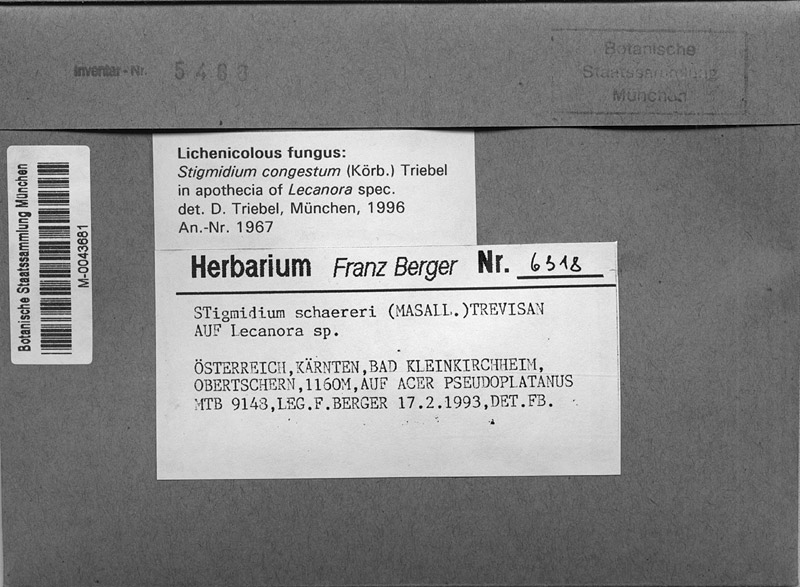 Inventar-Nr.
Botanische
Staatssammlung
München
Botanische Staatssammlung München
M-0043681
Lichenicolous fungus:
Stigmidium congestum (Körb.) Triebel
in apothecia of Lecanora spec.
det. D. Triebel, München, 1996
An.-Nr. 1967
Herbarium Franz Berger Nr. 6318
STigmidium schaereri (MASALL.)TREVISAN
AUF Lecanora sp.
ÖSTERREICH,KÄRNTEN,BAD KLEINKIRCHHEIM,
OBERTSCHERN,1160M,AUF ACER PSEUDOPLATANUS
MTB 9148,LEG.F.BERGER 17.2.1993,DET.FB.